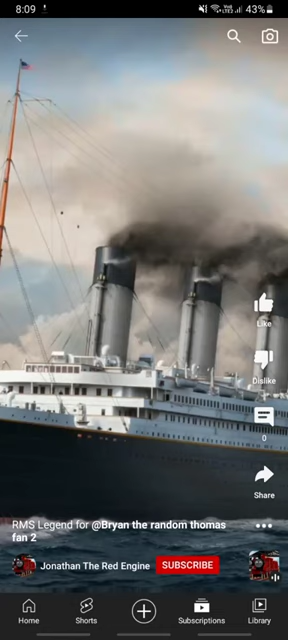 8:09
43%
Like
Dislike
0
Share
RMS Legend for @Bryan the random thomas
fan 2
Jonathan The Red Engine
SUBSCRIBE
Home
Shorts
Subscriptions
Library